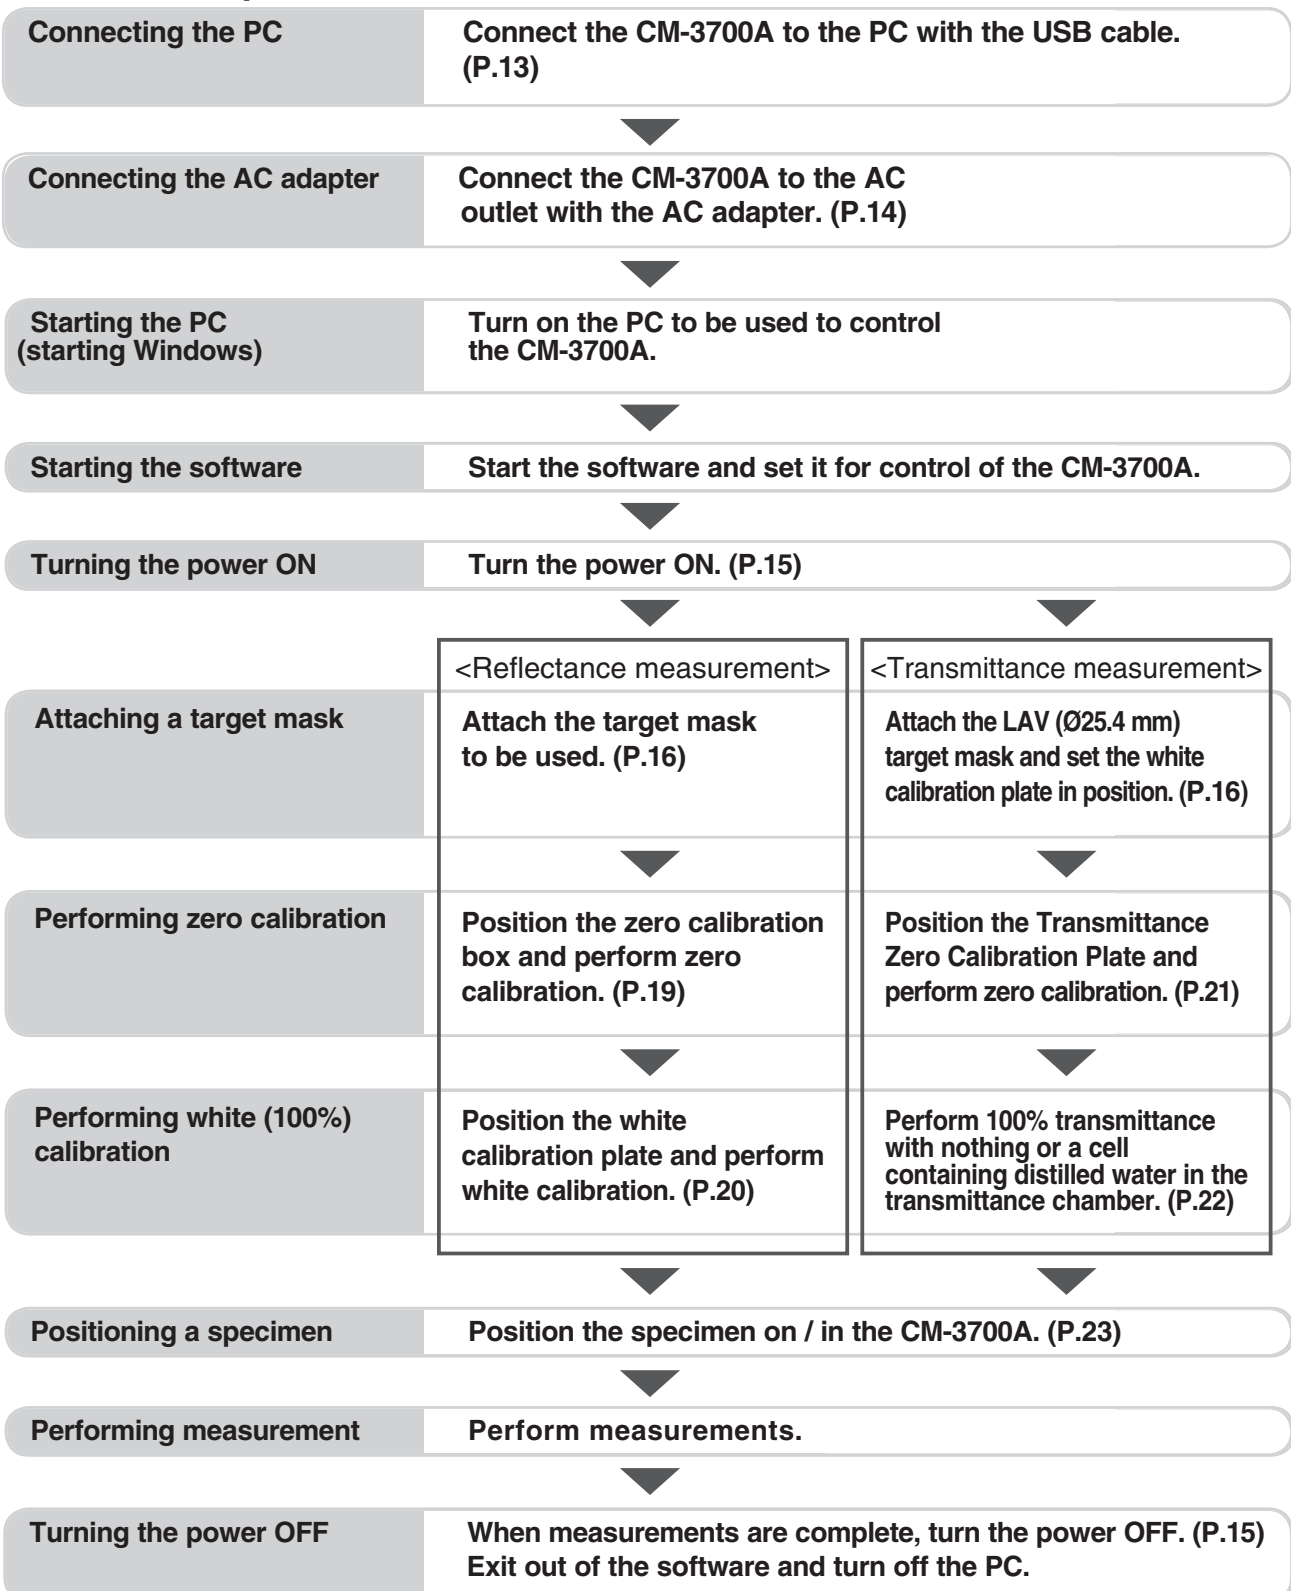 Connecting the PC
Connect the CM-3700A to the PC with the USB cable.
(P.13)
Connecting the AC adapter
Connect the CM-3700A to the AC
outlet with the AC adapter. (P.14)
Starting the PC
(starting Windows)
Turn on the PC to be used to control
the CM-3700A.
Starting the software
Start the software and set it for control of the CM-3700A.
Turning the power ON
Turn the power ON. (P.15)
<Reflectance measurement>
<Transmittance measurement>
Attaching a target mask
Attach the target mask
to be used. (P.16)
Attach the LAV (Ø25.4 mm)
target mask and set the white
calibration plate in position. (P.16)
Performing zero calibration
Position the zero calibration
box and perform zero
calibration. (P.19)
Position the Transmittance
Zero Calibration Plate and
perform zero calibration. (P.21)
Performing white (100%)
calibration
Position the white
calibration plate and perform
white calibration. (P.20)
Perform 100% transmittance
with nothing or a cell
containing distilled water in the
transmittance chamber. (P.22)
Positioning a specimen
Position the specimen on / in the CM-3700A. (P.23)
Performing measurement
Perform measurements.
Turning the power OFF
When measurements are complete, turn the power OFF. (P.15)
Exit out of the software and turn off the PC.